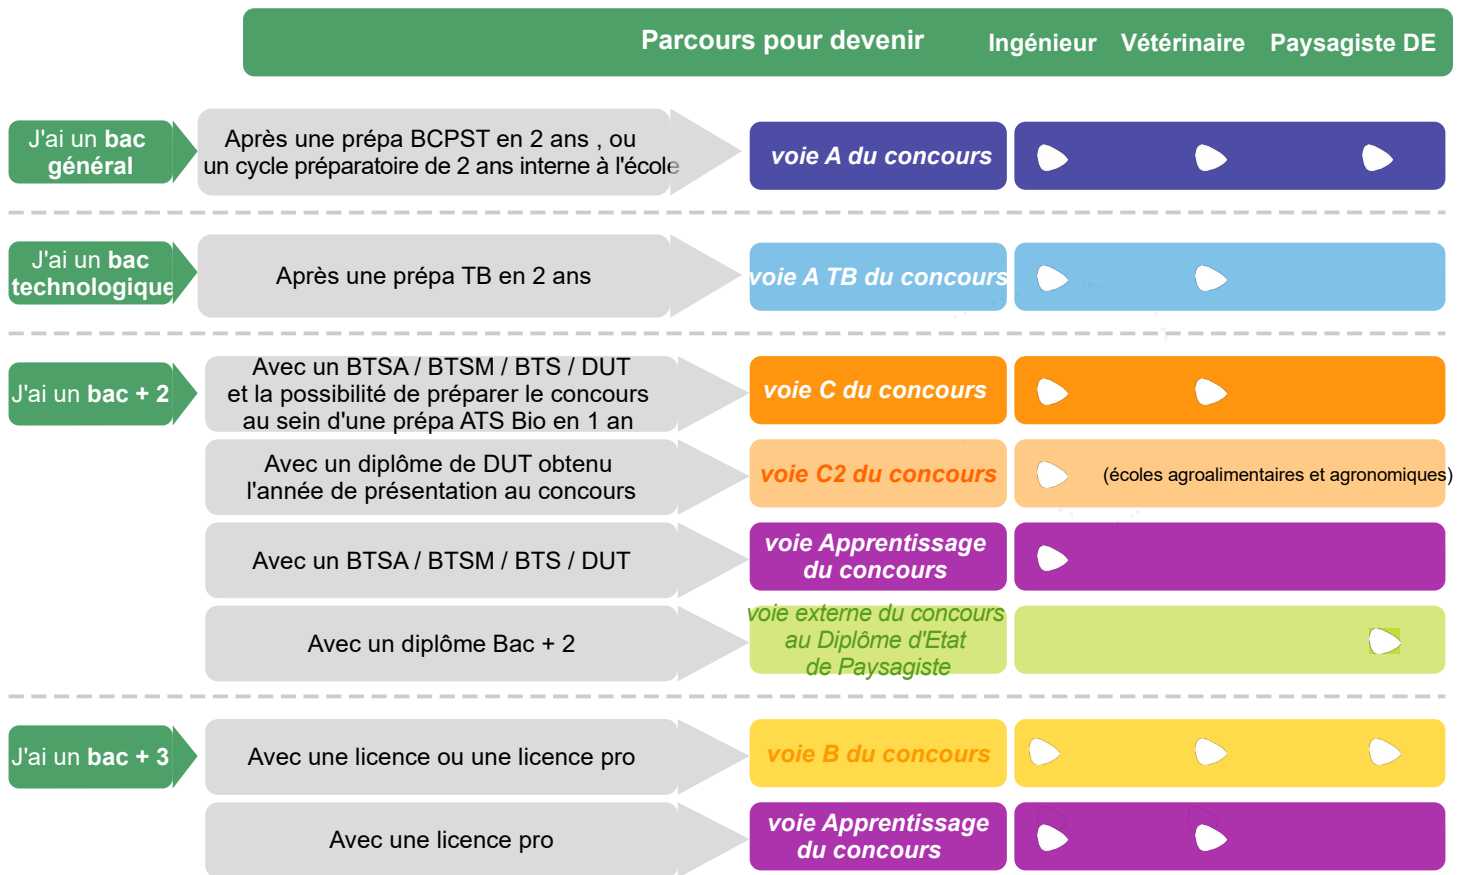 Parcours pour devenir Ingénieur Vétérinaire Paysagiste DE
J'ai un bac
général
Après une prépa BCPST en 2 ans , ou
un cycle préparatoire de 2 ans interne à l'école
voie A du concours
J'ai un bac
technologique
Après une prépa TB en 2 ans
voie A TB du concours
J'ai un bac + 2
Avec un BTSA / BTSM / BTS / DUT
et la possibilité de préparer le concours
au sein d'une prépa ATS Bio en 1 an
voie C du concours
Avec un diplôme de DUT obtenu
l'année de présentation au concours
voie C2 du concours
(écoles agroalimentaires et agronomiques)
Avec un BTSA / BTSM / BTS / DUT
voie Apprentissage
du concours
Avec un diplôme Bac + 2
voie externe du concours
au Diplôme d'Etat
de Paysagiste
J'ai un bac + 3
Avec une licence ou une licence pro
voie B du concours
Avec une licence pro
voie Apprentissage
du concours